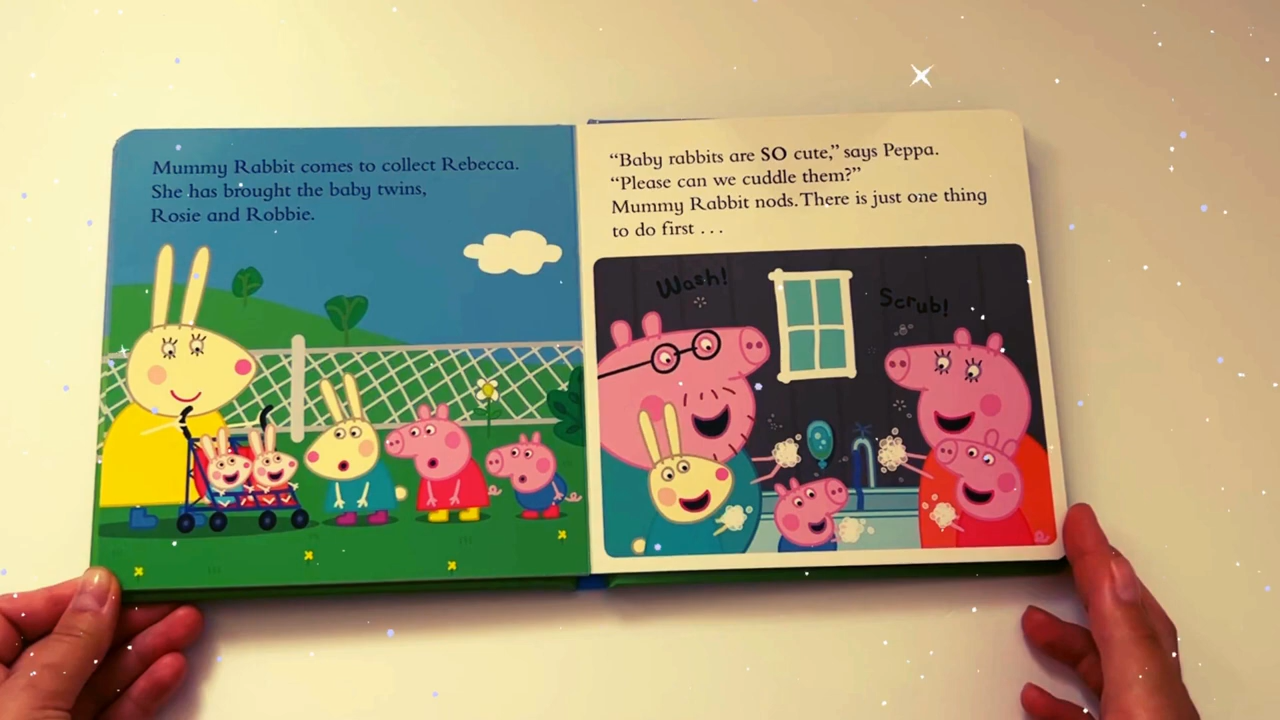 Mummy Rabbit comes to collect Rebecca.
She has brought the baby twins,
Rosie and Robbie.
“Baby rabbits are SO cute,” says Peppa.
“Please can we cuddle them?”
Mummy Rabbit nods. There is just one thing
to do first . . .
Wash!
Scrub!